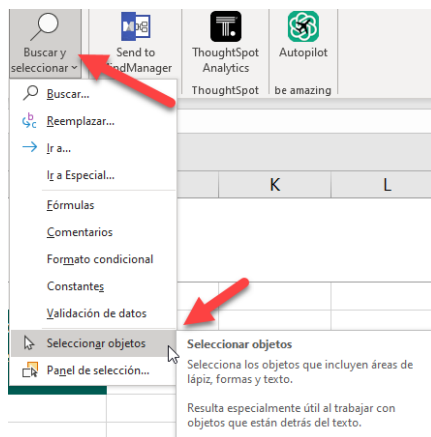 Buscar y
seleccionar
Send to
ndManager
ThoughtSpot
Analytics
ThoughtSpot
Autopilot
be amazing
Buscar...
Reemplazar...
Ir a...
Ir a Especial...
Fórmulas
Comentarios
Formato condicional
Constantes
Validación de datos
Seleccionar objetos
Panel de selección...
K
L
Seleccionar objetos
Selecciona los objetos que incluyen áreas de
lápiz, formas y texto.
Resulta especialmente útil al trabajar con
objetos que están detrás del texto.